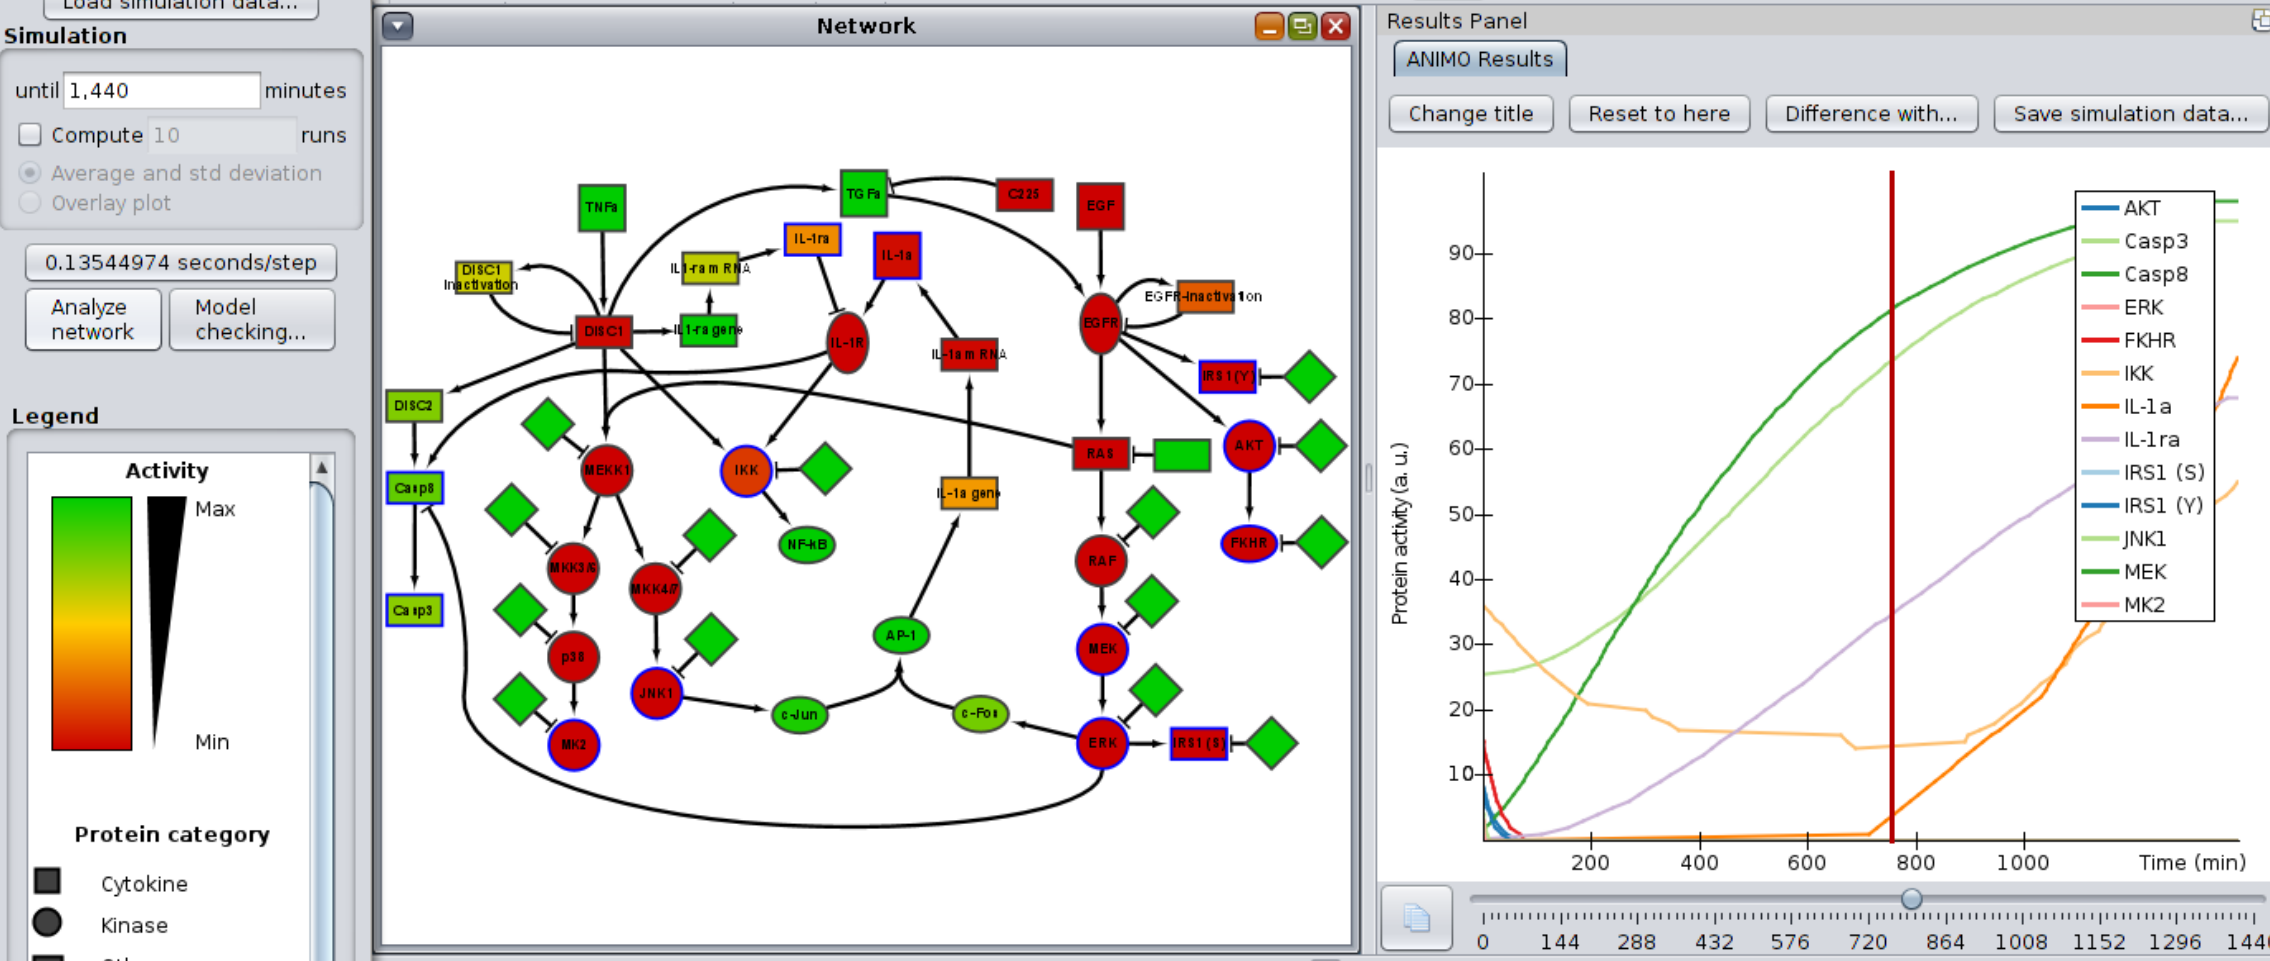 Load simulation data...
Simulation
until 1,440 minutes
Compute 10 runs
Average and std deviation
Overlay plot
0.13544974 seconds/step
Analyze network
Model checking...
Legend
Activity
Max
Min
Protein category
Cytokine
Kinase
Network
TNFa
TGFa
C225
EGF
IL-1ra
IL-1a
DISC1 Inactivation
IL1-ram RNA
EGFR-Inactivation
DISC1
IL1-ra gene
IL-1R
EGFR
IL-1am RNA
IRS1 (Y)
DISC2
MEKK1
IKK
RAS
AKT
Casp8
IL-1a gene
NF-kB
FKHR
MKK3/6
MKK4/7
RAF
Casp3
AP-1
p38
MEK
JNK1
c-Jun
c-Fos
MK2
ERK
IRS1 (S)
Results Panel
ANIMO Results
Change title
Reset to here
Difference with...
Save simulation data...
Protein activity (a. u.)
90
80
70
60
50
40
30
20
10
AKT
Casp3
Casp8
ERK
FKHR
IKK
IL-1a
IL-1ra
IRS1 (S)
IRS1 (Y)
JNK1
MEK
MK2
200 400 600 800 1000 Time (min)
0 144 288 432 576 720 864 1008 1152 1296